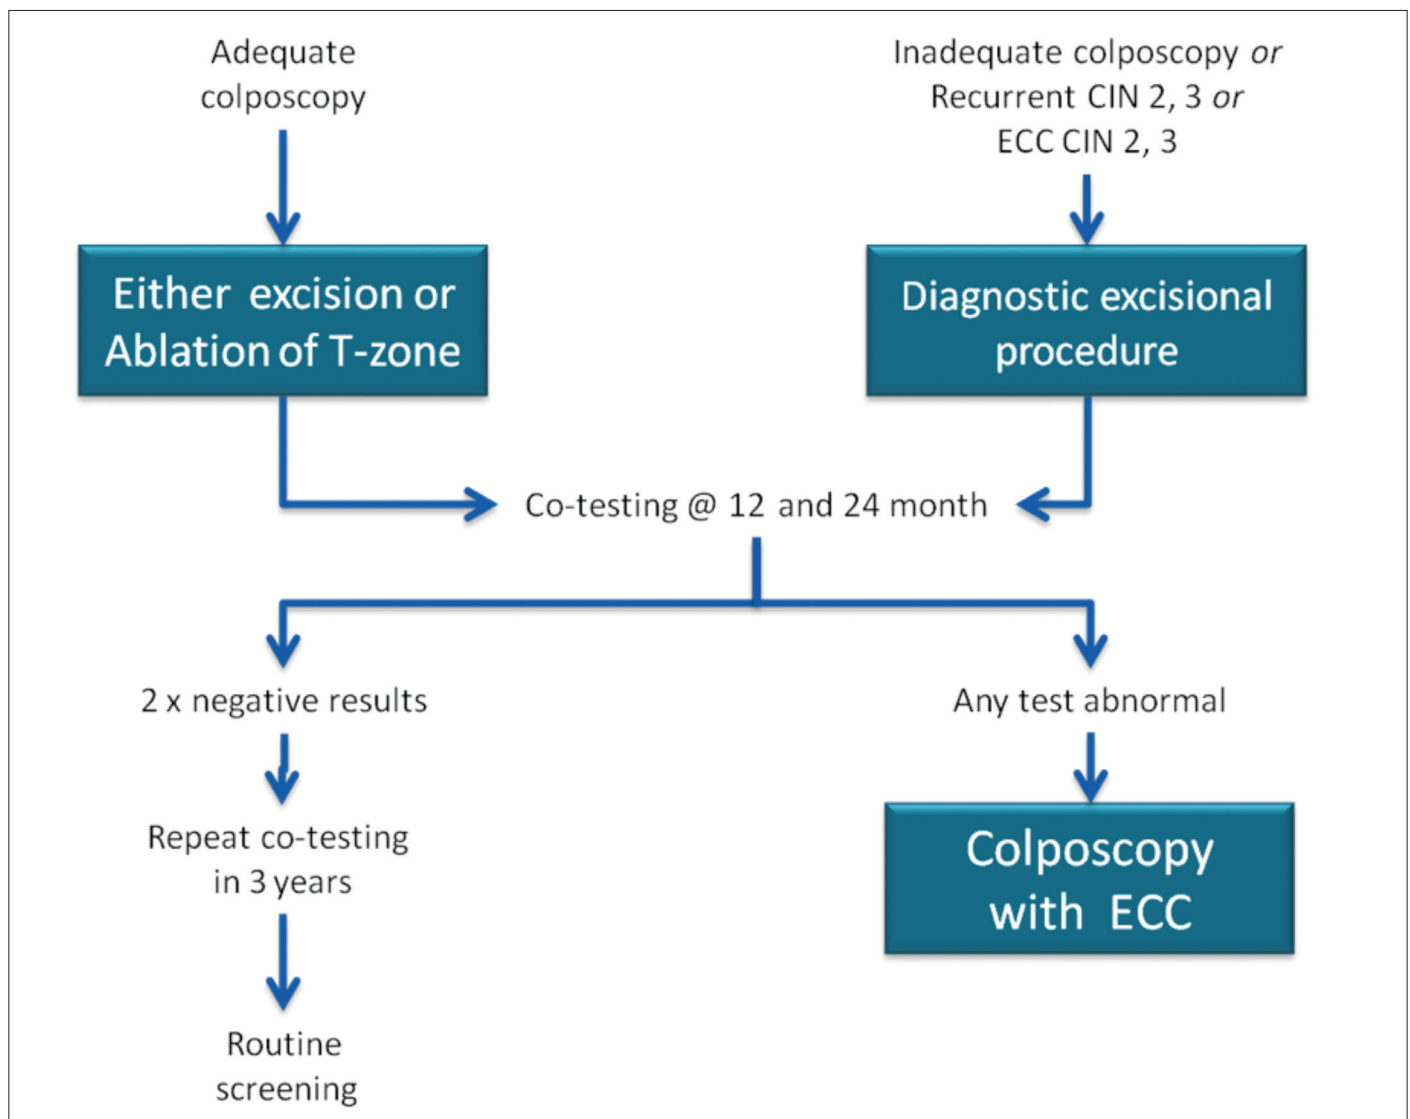 Adequate
colposcopy
Inadequate colposcopy or
Recurrent CIN 2, 3 or
ECC CIN 2, 3
Either excision or
Ablation of T-zone
Diagnostic excisional
procedure
Co-testing @ 12 and 24 month
2 x negative results
Any test abnormal
Repeat co-testing
in 3 years
Colposcopy
with ECC
Routine
screening